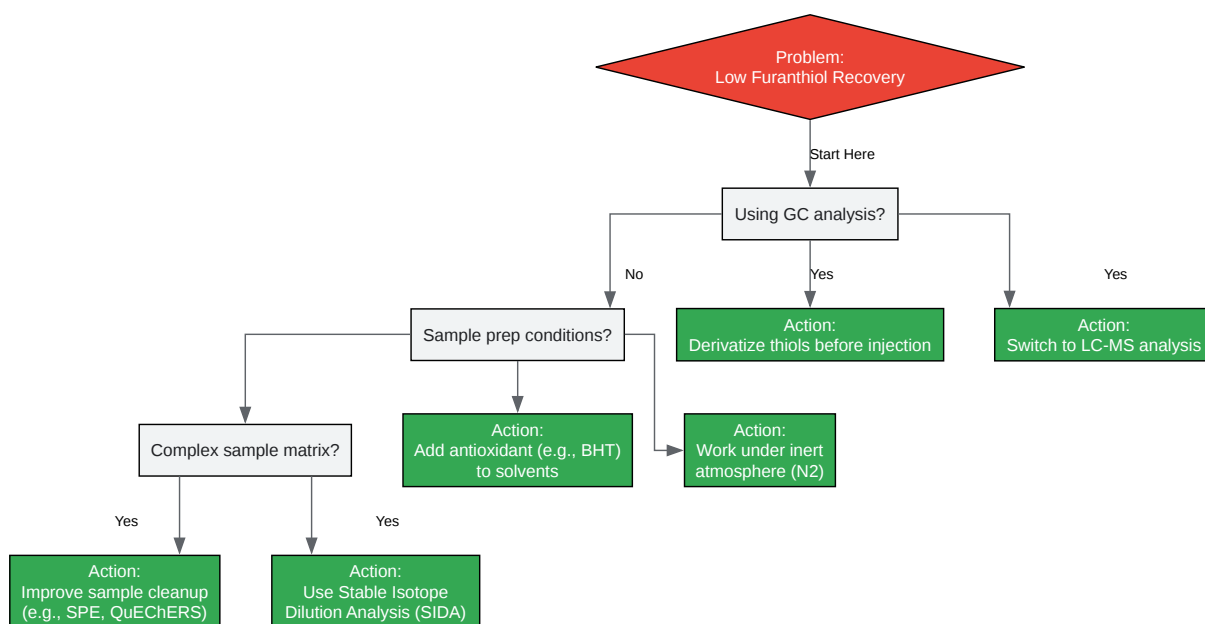 Problem:
Low Furanthiol Recovery
Start Here
Using GC analysis?
No
Yes
Yes
Sample prep conditions?
Action:
Derivatize thiols before injection
Action:
Switch to LC-MS analysis
Complex sample matrix?
Action:
Add antioxidant (e.g., BHT)
to solvents
Action:
Work under inert
atmosphere (N2)
Yes
Yes
Action:
Improve sample cleanup
(e.g., SPE, QuEChERS)
Action:
Use Stable Isotope
Dilution Analysis (SIDA)